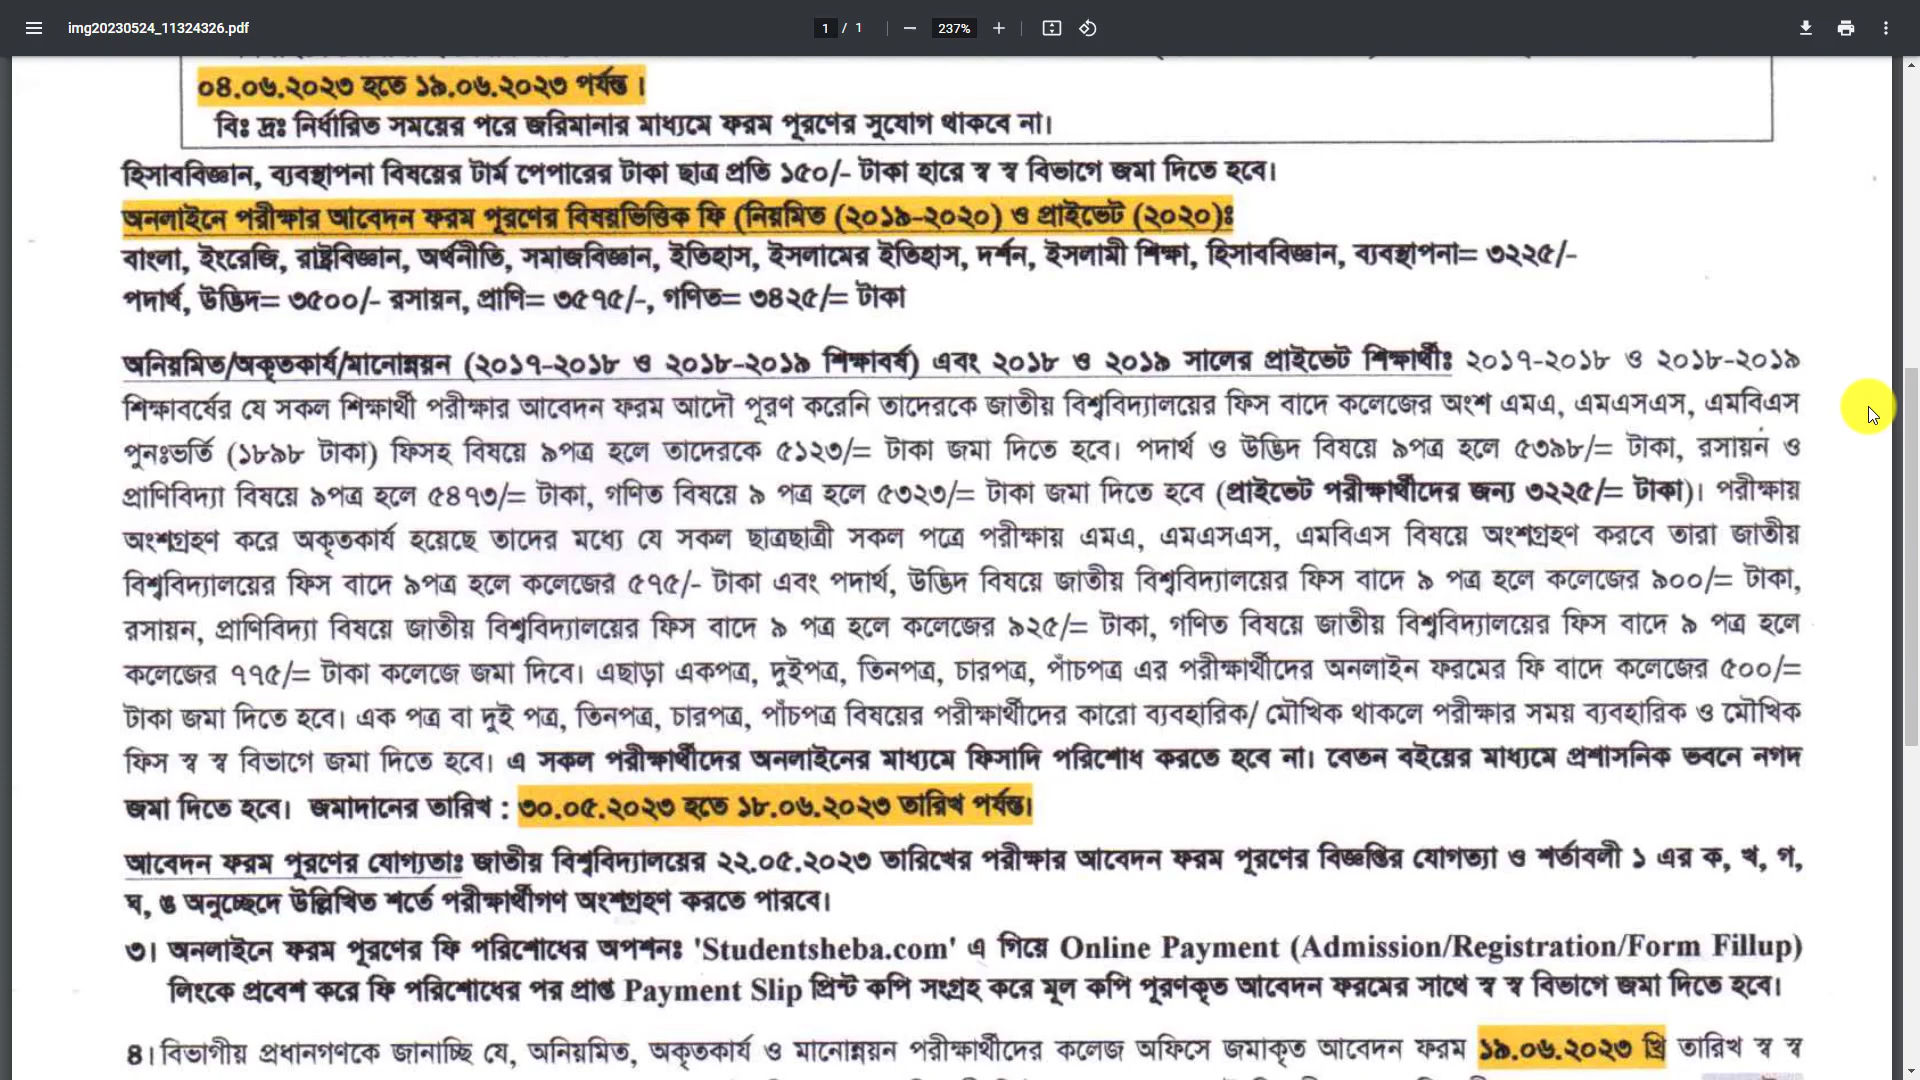 img20230524_11324326.pdf
1 / 1
237%
০৪.০৬.২০২৩ হতে ১৯.০৬.২০২৩ পর্যন্ত ।
বিঃ দ্রঃ নির্ধারিত সময়ের পরে জরিমানার মাধ্যমে ফরম পূরণের সুযোগ থাকবে না।
হিসাববিজ্ঞান, ব্যবস্থাপনা বিষয়ের টার্ম পেপারের টাকা ছাত্র প্রতি ১৫০/- টাকা হারে স্ব স্ব বিভাগে জমা দিতে হবে।
অনলাইনে পরীক্ষার আবেদন ফরম পূরণের বিষয়ভিত্তিক ফি (নিয়মিত (২০১৯-২০২০) ও প্রাইভেট (২০২০)ঃ
বাংলা, ইংরেজি, রাষ্ট্রবিজ্ঞান, অর্থনীতি, সমাজবিজ্ঞান, ইতিহাস, ইসলামের ইতিহাস, দর্শন, ইসলামী শিক্ষা, হিসাববিজ্ঞান, ব্যবস্থাপনা= ৩২২৫/-
পদার্থ, উদ্ভিদ= ৩৫০০/- রসায়ন, প্রাণি= ৩৫৭৫/-, গণিত= ৩৪২৫/= টাকা
অনিয়মিত/অকৃতকার্য/মানোন্নয়ন (২০১৭-২০১৮ ও ২০১৮-২০১৯ শিক্ষাবর্ষ) এবং ২০১৮ ও ২০১৯ সালের প্রাইভেট শিক্ষার্থীঃ ২০১৭-২০১৮ ও ২০১৮-২০১৯
শিক্ষাবর্ষের যে সকল শিক্ষার্থী পরীক্ষার আবেদন ফরম আদৌ পূরণ করেনি তাদেরকে জাতীয় বিশ্ববিদ্যালয়ের ফিস বাদে কলেজের অংশ এমএ, এমএসএস, এমবিএস
পুনঃভর্তি (১৮৯৮ টাকা) ফিসহ বিষয়ে ৯পত্র হলে তাদেরকে ৫১২৩/= টাকা জমা দিতে হবে। পদার্থ ও উদ্ভিদ বিষয়ে ৯পত্র হলে ৫৩৯৮/= টাকা, রসায়ন ও
প্রাণিবিদ্যা বিষয়ে ৯পত্র হলে ৫৪৭৩/= টাকা, গণিত বিষয়ে ৯ পত্র হলে ৫৩২৩/= টাকা জমা দিতে হবে (প্রাইভেট পরীক্ষার্থীদের জন্য ৩২২৫/= টাকা)। পরীক্ষায়
অংশগ্রহণ করে অকৃতকার্য হয়েছে তাদের মধ্যে যে সকল ছাত্রছাত্রী সকল পত্রে পরীক্ষায় এমএ, এমএসএস, এমবিএস বিষয়ে অংশগ্রহণ করবে তারা জাতীয়
বিশ্ববিদ্যালয়ের ফিস বাদে ৯পত্র হলে কলেজের ৫৭৫/- টাকা এবং পদার্থ, উদ্ভিদ বিষয়ে জাতীয় বিশ্ববিদ্যালয়ের ফিস বাদে ৯ পত্র হলে কলেজের ৯০০/= টাকা,
রসায়ন, প্রাণিবিদ্যা বিষয়ে জাতীয় বিশ্ববিদ্যালয়ের ফিস বাদে ৯ পত্র হলে কলেজের ৯২৫/= টাকা, গণিত বিষয়ে জাতীয় বিশ্ববিদ্যালয়ের ফিস বাদে ৯ পত্র হলে
কলেজের ৭৭৫/= টাকা কলেজে জমা দিবে। এছাড়া একপত্র, দুইপত্র, তিনপত্র, চারপত্র, পাঁচপত্র এর পরীক্ষার্থীদের অনলাইন ফরমের ফি বাদে কলেজের ৫০০/=
টাকা জমা দিতে হবে। এক পত্র বা দুই পত্র, তিনপত্র, চারপত্র, পাঁচপত্র বিষয়ের পরীক্ষার্থীদের কারো ব্যবহারিক/ মৌখিক থাকলে পরীক্ষার সময় ব্যবহারিক ও মৌখিক
ফিস স্ব স্ব বিভাগে জমা দিতে হবে। এ সকল পরীক্ষার্থীদের অনলাইনের মাধ্যমে ফিসাদি পরিশোধ করতে হবে না। বেতন বইয়ের মাধ্যমে প্রশাসনিক ভবনে নগদ
জমা দিতে হবে। জমাদানের তারিখ : ৩০.০৫.২০২৩ হতে ১৮.০৬.২০২৩ তারিখ পর্যন্ত।
আবেদন ফরম পূরণের যোগ্যতাঃ জাতীয় বিশ্ববিদ্যালয়ের ২২.০৫.২০২৩ তারিখের পরীক্ষার আবেদন ফরম পূরণের বিজ্ঞপ্তির যোগত্যা ও শর্তাবলী ১ এর ক, খ, গ,
ঘ, ঙ অনুচ্ছেদে উল্লিখিত শর্তে পরীক্ষার্থীগণ অংশগ্রহণ করতে পারবে।
৩। অনলাইনে ফরম পূরণের ফি পরিশোধের অপশনঃ 'Studentsheba.com' এ গিয়ে Online Payment (Admission/Registration/Form Fillup)
লিংকে প্রবেশ করে ফি পরিশোধের পর প্রাপ্ত Payment Slip প্রিন্ট কপি সংগ্রহ করে মূল কপি পূরণকৃত আবেদন ফরমের সাথে স্ব স্ব বিভাগে জমা দিতে হবে।
৪। বিভাগীয় প্রধানগণকে জানাচ্ছি যে, অনিয়মিত, অকৃতকার্য ও মানোন্নয়ন পরীক্ষার্থীদের কলেজ অফিসে জমাকৃত আবেদন ফরম ১৯.০৬.২০২৩ খ্রি তারিখ স্ব স্ব